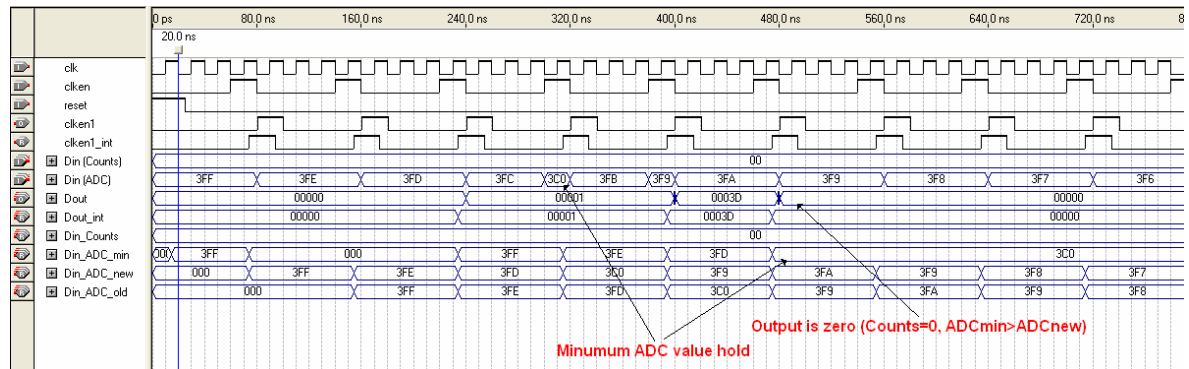 0 ps 80.0 ns 160.0 ns 240.0 ns 320.0 ns 400.0 ns 480.0 ns 560.0 ns 640.0 ns 720.0 ns 8
20.0 ns
clk
clken
reset
clken1
clken1_int
Din (Counts) 00
Din (ADC) 3FF 3FE 3FD 3FC 3C0 3FB 3F9 3FA 3F9 3F8 3F7 3F6
Dout 00000 00001 0003D 00000
Dout_int 00000 00001 0003D 00000
Din_Counts 00
Din_ADC_min 000 3FF 000 3FF 3FE 3FD 3C0
Din_ADC_new 000 3FF 3FE 3FD 3C0 3F9 3FA 3F9 3F8 3F7
Din_ADC_old 000 3FF 3FE 3FD 3C0 3F9 3FA 3F9 3F8
Output is zero (Counts=0, ADCmin>ADCnew)
Minumum ADC value hold